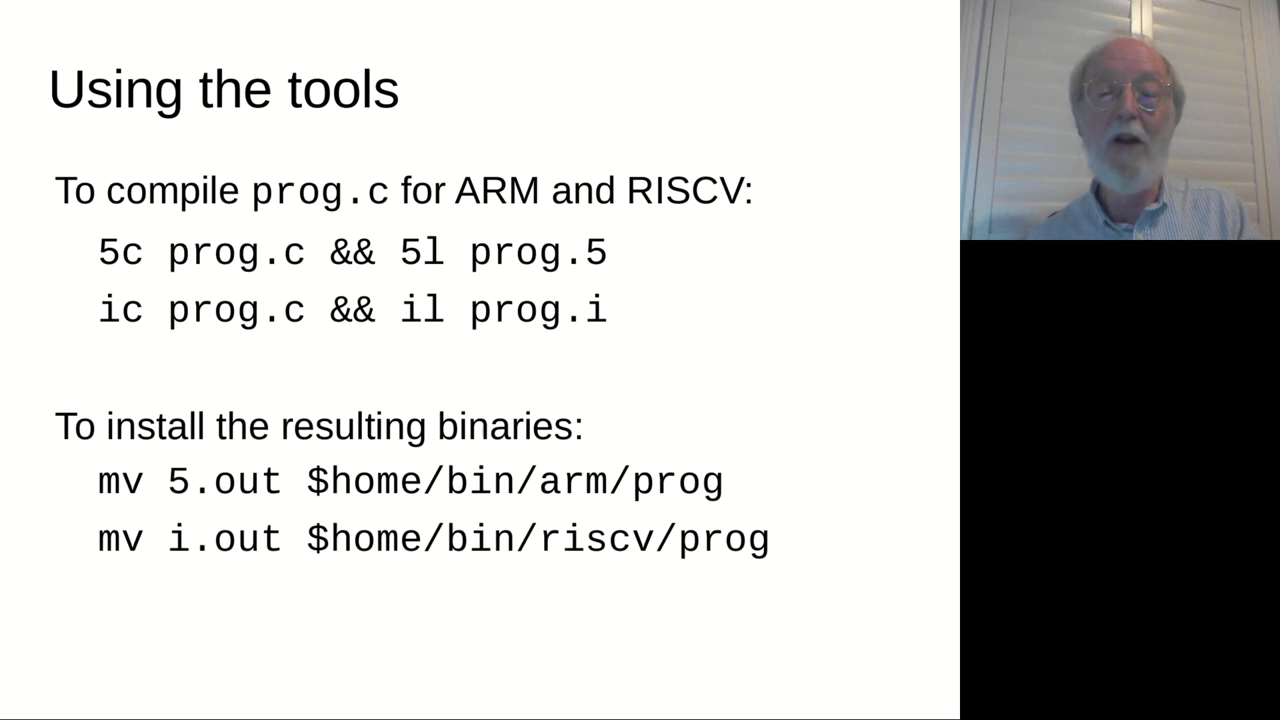 Using the tools
To compile prog.c for ARM and RISCV:
5c prog.c && 5l prog.5
ic prog.c && il prog.i
To install the resulting binaries:
mv 5.out $home/bin/arm/prog
mv i.out $home/bin/riscv/prog